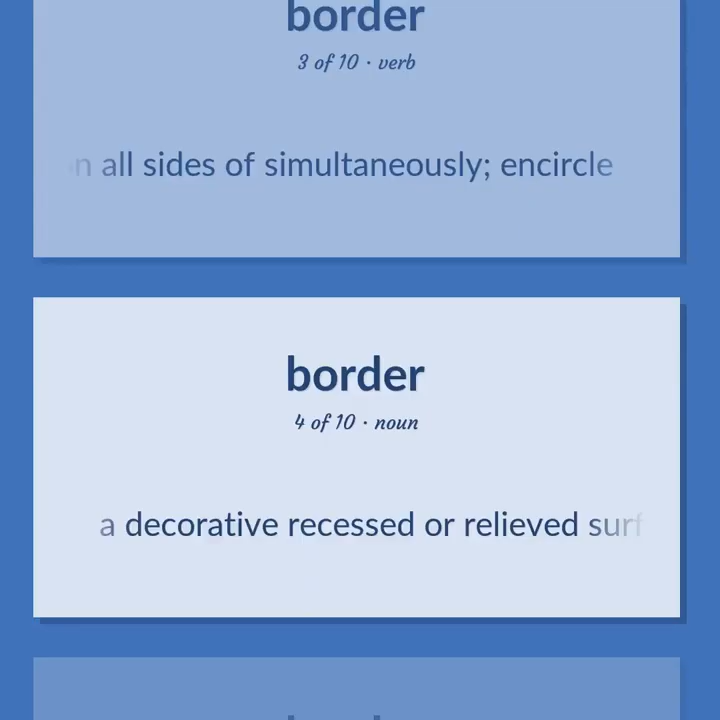 border
3 of 10 · verb
all sides of simultaneously; encircle
border
4 of 10 · noun
a decorative recessed or relieved